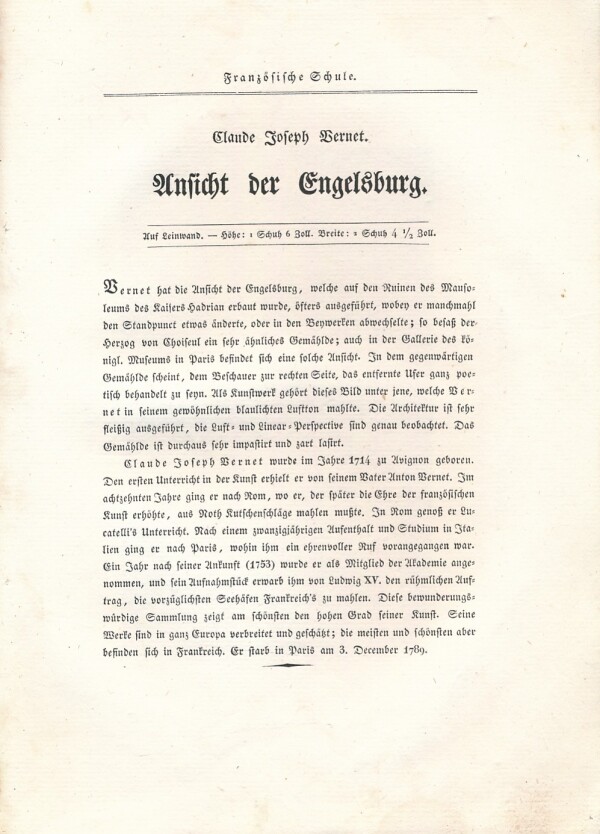 Französische Schule.
Claude Joseph Vernet.
Ansicht der Engelsburg.
Auf Leinwand. — Höhe: 1 Schuh 6 Zoll. Breite: 2 Schuh 4 1/2 Zoll.
Vernet hat die Ansicht der Engelsburg, welche auf den Ruinen des Mauso-
leums des Kaisers Hadrian erbaut wurde, öfters ausgeführt, wobey er manchmahl
den Standpunct etwas änderte, oder in den Beywerken abwechselte; so besaß der-
Herzog von Choiseul ein sehr ähnliches Gemählde; auch in der Gallerie des kö-
nigl. Museums in Paris befindet sich eine solche Ansicht. In dem gegenwärtigen
Gemählde scheint, dem Beschauer zur rechten Seite, das entfernte Ufer ganz poe-
tisch behandelt zu seyn. Als Kunstwerk gehört dieses Bild unter jene, welche Ver-
net in seinem gewöhnlichen blaulichten Luftton mahlte. Die Architektur ist sehr
fleißig ausgeführt, die Luft- und Linear-Perspective sind genau beobachtet. Das
Gemählde ist durchaus sehr impastirt und zart lasirt.
Claude Joseph Vernet wurde im Jahre 1714 zu Avignon geboren.
Den ersten Unterricht in der Kunst erhielt er von seinem Vater Anton Vernet. Im
achtzehnten Jahre ging er nach Rom, wo er, der später die Ehre der französischen
Kunst erhöhte, aus Noth Kutschenschläge mahlen mußte. In Rom genoß er Lu-
catelli's Unterricht. Nach einem zwanzigjährigen Aufenthalt und Studium in Ita-
lien ging er nach Paris, wohin ihm ein ehrenvoller Ruf vorangegangen war.
Ein Jahr nach seiner Ankunft (1753) wurde er als Mitglied der Akademie ange-
nommen, und sein Aufnahmstück erwarb ihm von Ludwig XV. den rühmlichen Auf-
trag, die vorzüglichsten Seehäfen Frankreich's zu mahlen. Diese bewunderungs-
würdige Sammlung zeigt am schönsten den hohen Grad seiner Kunst. Seine
Werke sind in ganz Europa verbreitet und geschätzt; die meisten und schönsten aber
befinden sich in Frankreich. Er starb in Paris am 3. December 1789.